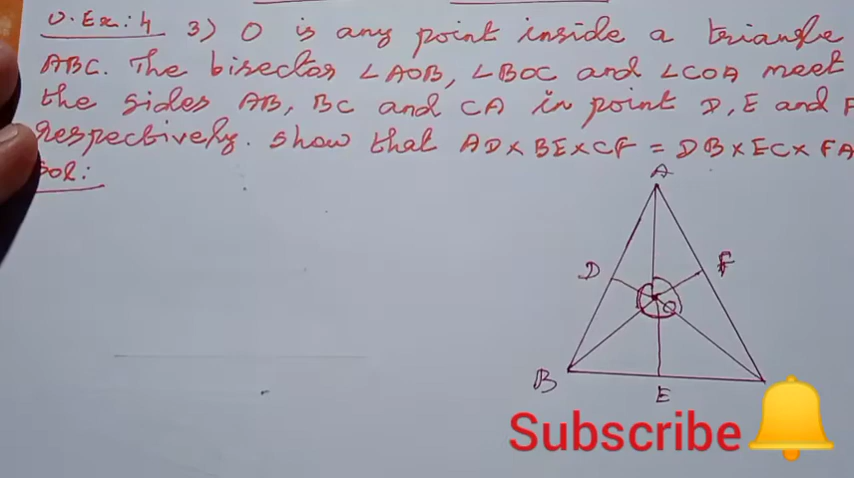 U.Ex:4 3) O is any point inside a triangle
ABC. The bisector ∠AOB, ∠BOC and ∠COA meet
the sides AB, BC and CA in point D, E and F
respectively. show that AD×BE×CF = DB×EC×FA
Sol:
A
D
F
O
B
E
Subscribe